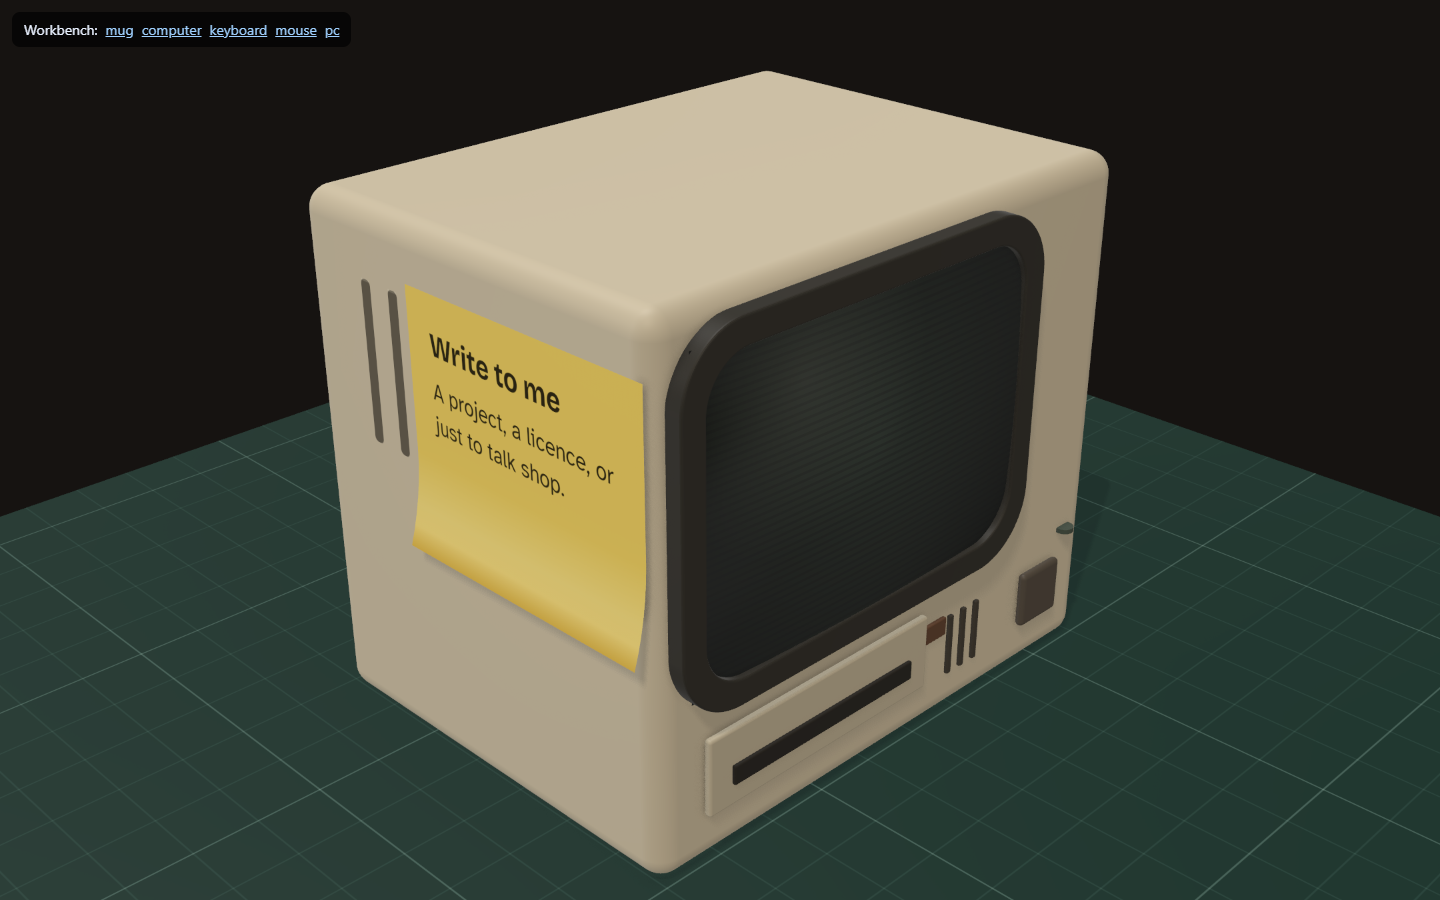 Workbench: mug computer keyboard mouse pc
Write to me
A project, a licence, or
just to talk shop.